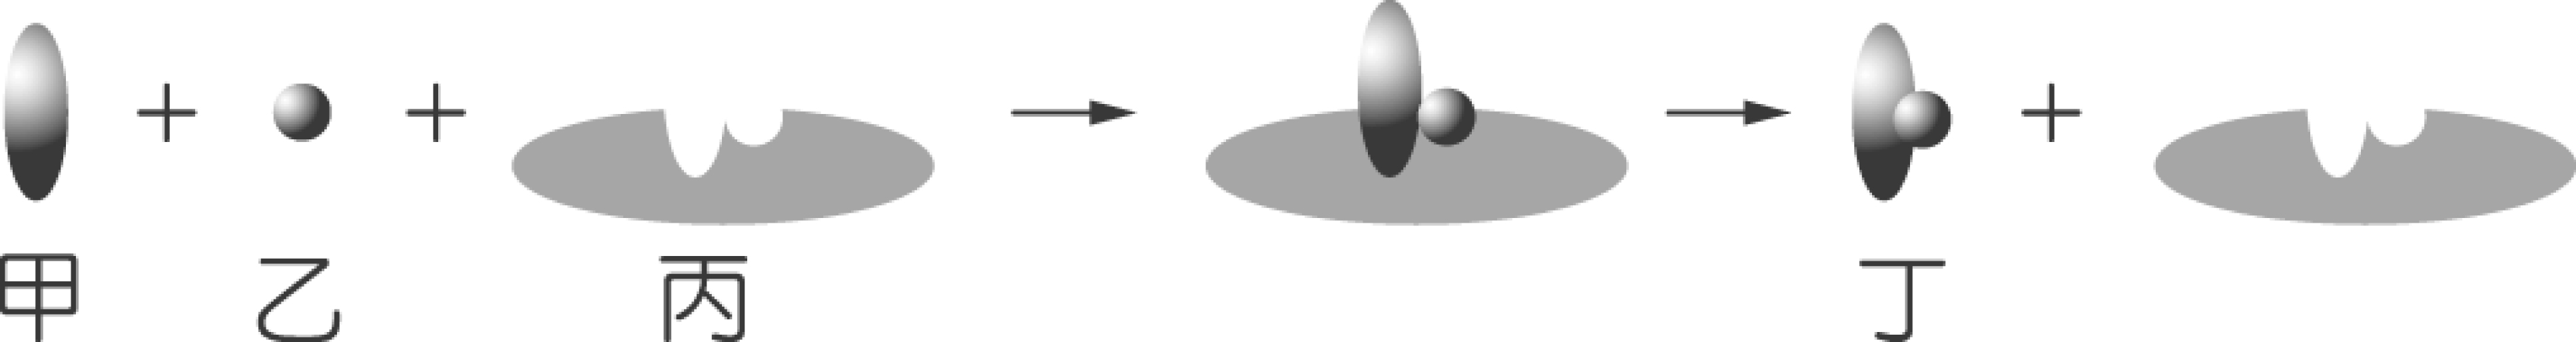 甲 + 乙 + 丙 → → 丁 +